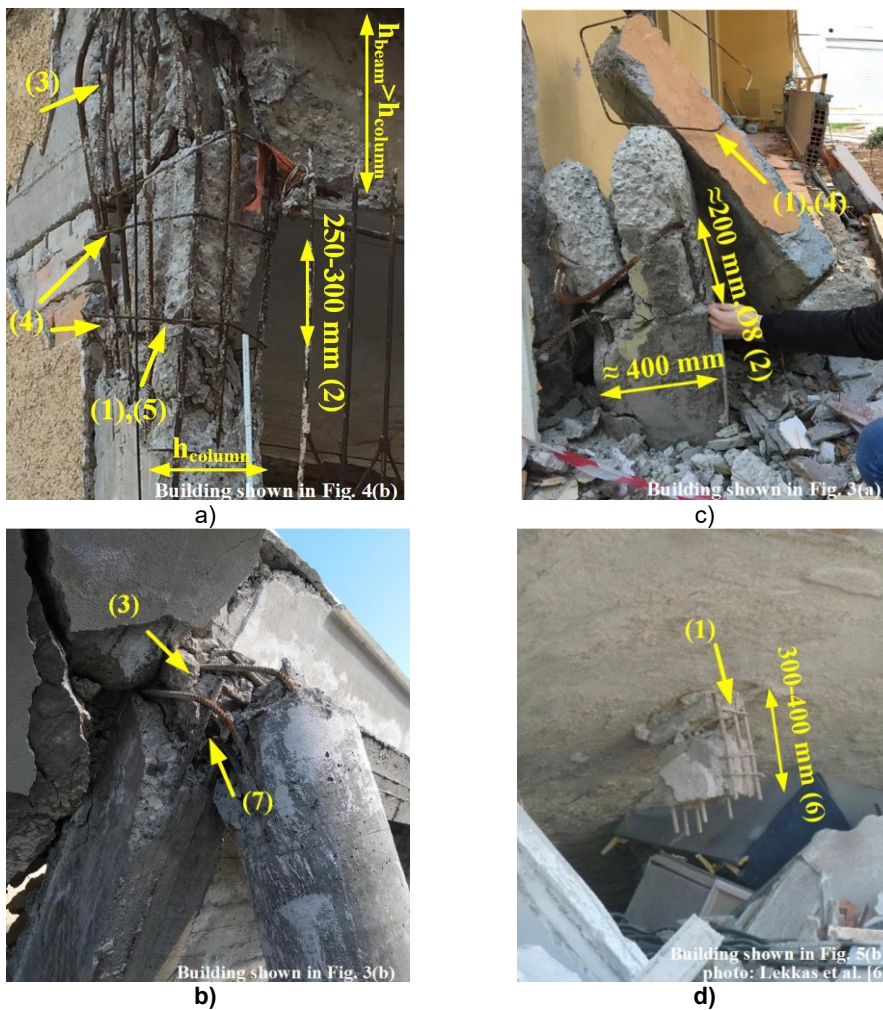 (3)
h_beam>h_column
(4)
250-300 mm (2)
(1),(5)
h_column
Building shown in Fig. 4(b)
a)
(1),(4)
≈200 mm,Ø8 (2)
≈ 400 mm
Building shown in Fig. 3(a)
c)
(3)
(7)
Building shown in Fig. 3(b)
b)
(1)
300-400 mm (6)
Building shown in Fig. 5(b
photo: Lekkas et al. [6
d)